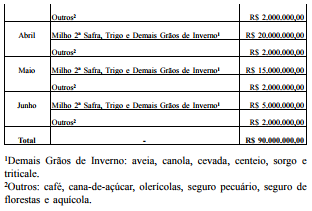 Outros² R$ 2.000.000,00
Abril Milho 2ª Safra, Trigo e Demais Grãos de Inverno¹ R$ 20.000.000,00
Outros² R$ 2.000.000,00
Maio Milho 2ª Safra, Trigo e Demais Grãos de Inverno¹ R$ 15.000.000,00
Outros² R$ 2.000.000,00
Junho Milho 2ª Safra, Trigo e Demais Grãos de Inverno¹ R$ 5.000.000,00
Outros² R$ 2.000.000,00
Total - R$ 90.000.000,00
¹Demais Grãos de Inverno: aveia, canola, cevada, centeio, sorgo e
triticale.
²Outros: café, cana-de-açúcar, olerícolas, seguro pecuário, seguro de
florestas e aquícola.